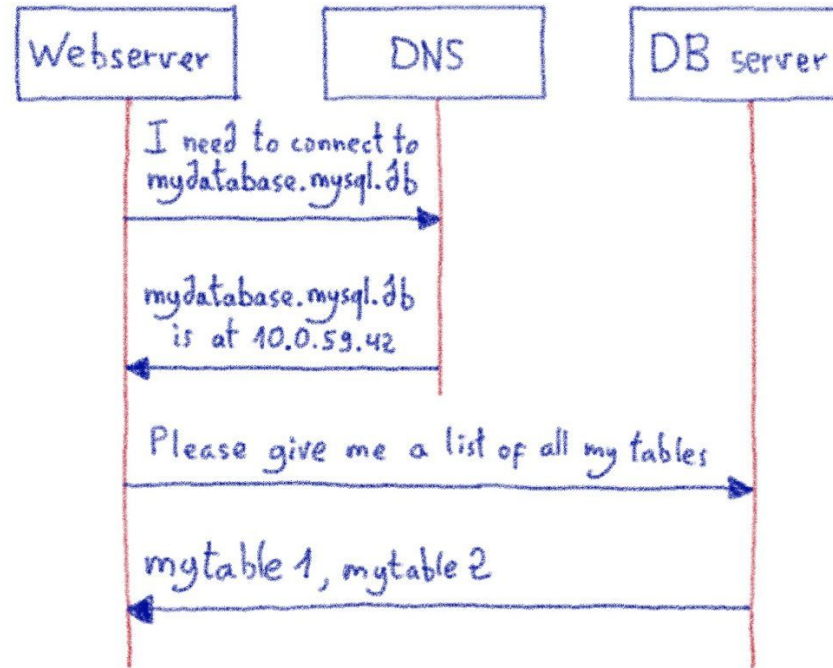 Webserver
DNS
DB server
I need to connect to
mydatabase.mysql.db
mydatabase.mysql.db
is at 10.0.59.42
Please give me a list of all my tables
mytable 1, mytable 2